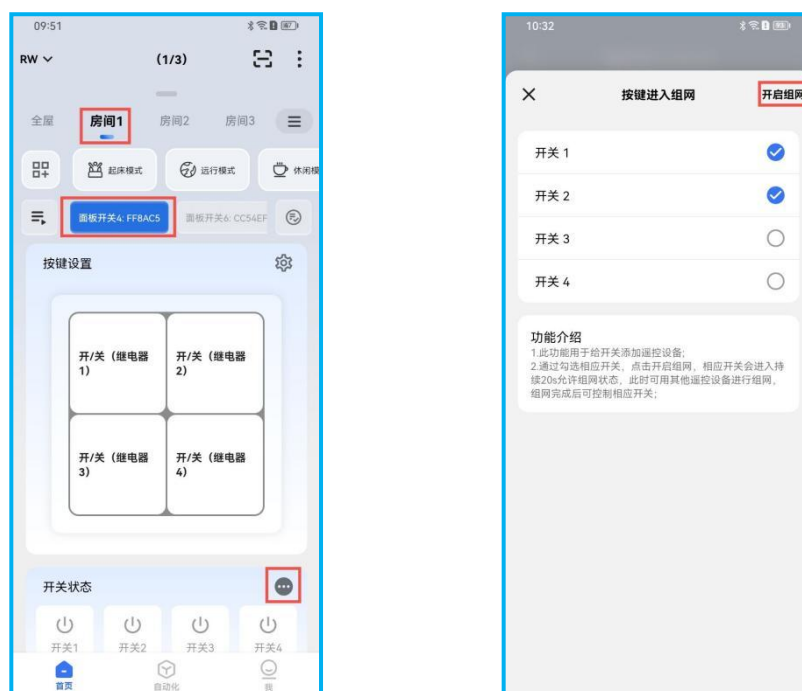 09:51
RW
(1/3)
全屋
房间1
房间2
房间3
起床模式
运行模式
休闲模
面板开关4: FF8AC5
面板开关6: CC54EF
按键设置
开/关（继电器
1）
开/关（继电器
2）
开/关（继电器
3）
开/关（继电器
4）
开关状态
开关1
开关2
开关3
开关4
首页
自动化
我
10:32
按键进入组网
开启组网
开关 1
开关 2
开关 3
开关 4
功能介绍
1.此功能用于给开关添加遥控设备;
2.通过勾选相应开关，点击开启组网，相应开关会进入持
续20s允许组网状态，此时可用其他遥控设备进行组网,
组网完成后可控制相应开关;